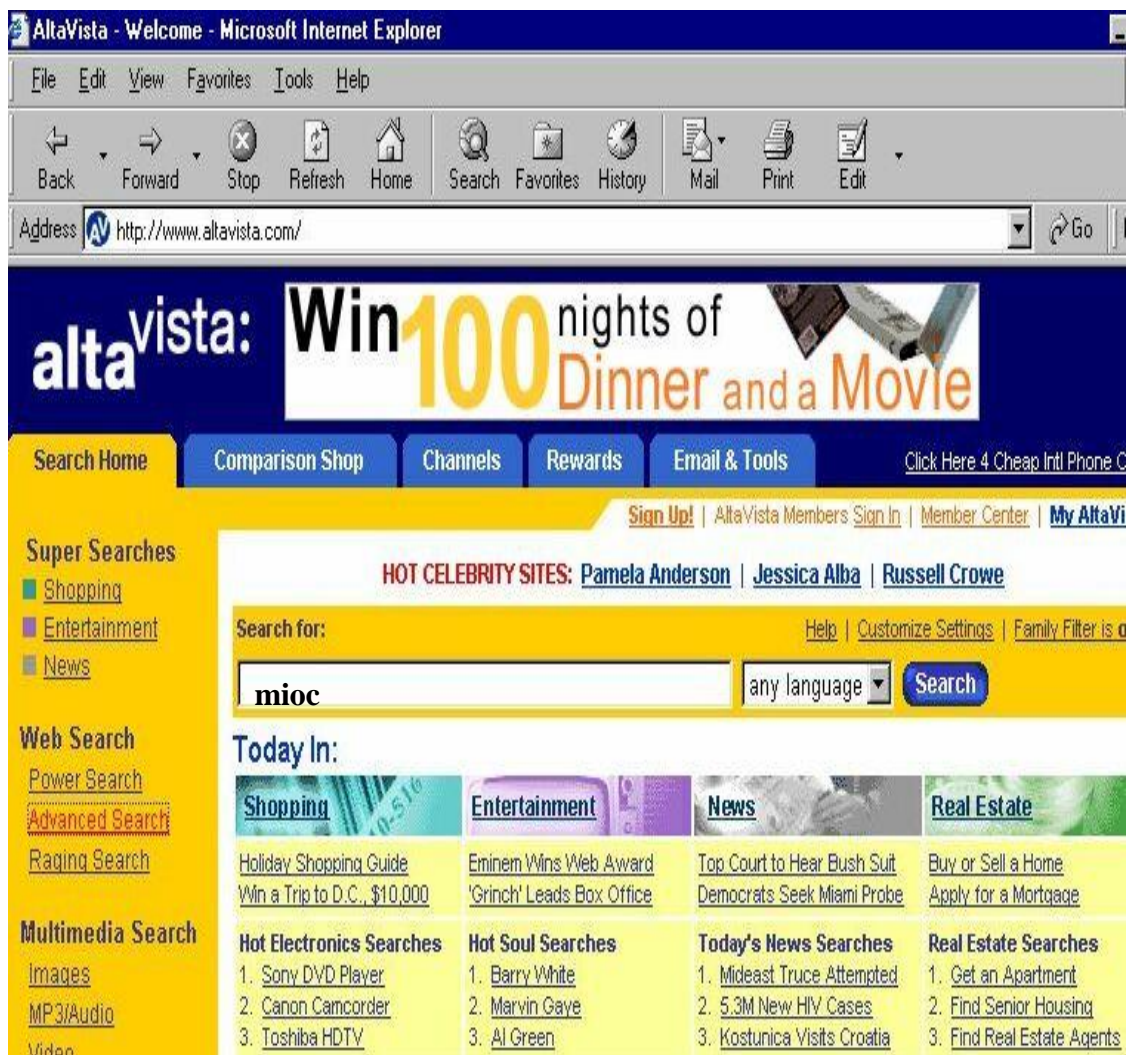 AltaVista - Welcome - Microsoft Internet Explorer
File Edit View Favorites Tools Help
Back Forward Stop Refresh Home Search Favorites History Mail Print Edit
Address http://www.altavista.com/ Go
altavista: Win 100 nights of Dinner and a Movie
Search Home Comparison Shop Channels Rewards Email & Tools Click Here 4 Cheap Intl Phone
Sign Up! | AltaVista Members Sign In | Member Center | My
HOT CELEBRITY SITES: Pamela Anderson | Jessica Alba | Russell Crowe
Super Searches
Shopping
Entertainment
News
Search for: Help | Customize Settings | Family Filter is
mioc any language Search
Web Search
Power Search
Advanced Search
Raging Search
Multimedia Search
Images
MP3/Audio
Video
Today In:
Shopping
Holiday Shopping Guide
Win a Trip to D.C., $10,000
Hot Electronics Searches
1. Sony DVD Player
2. Canon Camcorder
3. Toshiba HDTV
Entertainment
Eminem Wins Web Award
'Grinch' Leads Box Office
Hot Soul Searches
1. Barry White
2. Marvin Gaye
3. Al Green
News
Top Court to Hear Bush Suit
Democrats Seek Miami Probe
Today's News Searches
1. Mideast Truce Attempted
2. 5.3M New HIV Cases
3. Kostunica Visits Croatia
Real Estate
Buy or Sell a Home
Apply for a Mortgage
Real Estate Searches
1. Get an Apartment
2. Find Senior Housing
3. Find Real Estate Agents